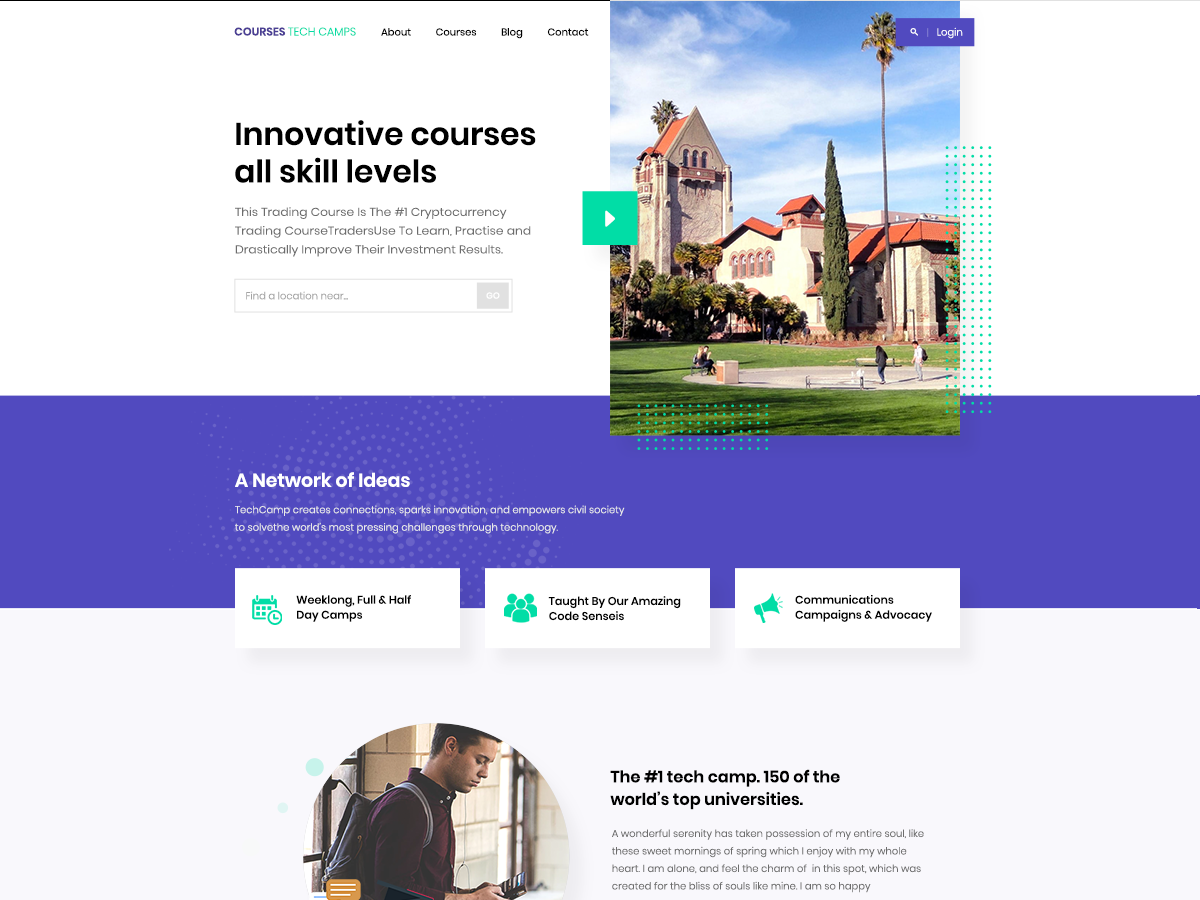 COURSES TECH CAMPS About Courses Blog Contact Login
Innovative courses
all skill levels
This Trading Course Is The #1 Cryptocurrency
Trading CourseTradersUse To Learn, Practise and
Drastically Improve Their Investment Results.
Find a location near... GO
A Network of Ideas
TechCamp creates connections, sparks innovation, and empowers civil society
to solvethe world's most pressing challenges through technology.
Weeklong, Full & Half
Day Camps
Taught By Our Amazing
Code Senseis
Communications
Campaigns & Advocacy
The #1 tech camp. 150 of the
world's top universities.
A wonderful serenity has taken possession of my entire soul, like
these sweet mornings of spring which I enjoy with my whole
heart. I am alone, and feel the charm of in this spot, which was
created for the bliss of souls like mine. I am so happy